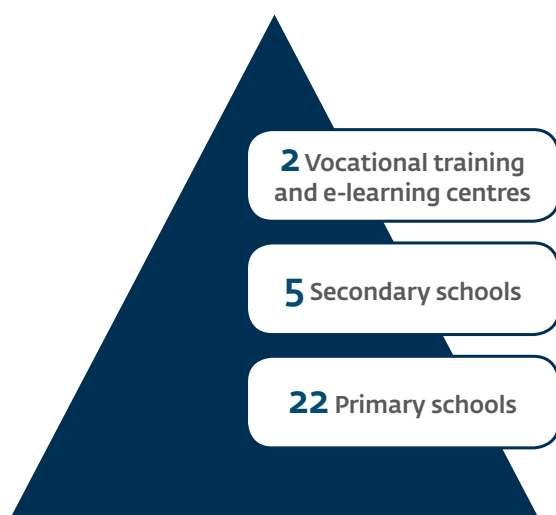 2 Vocational training
and e-learning centres
5 Secondary schools
22 Primary schools